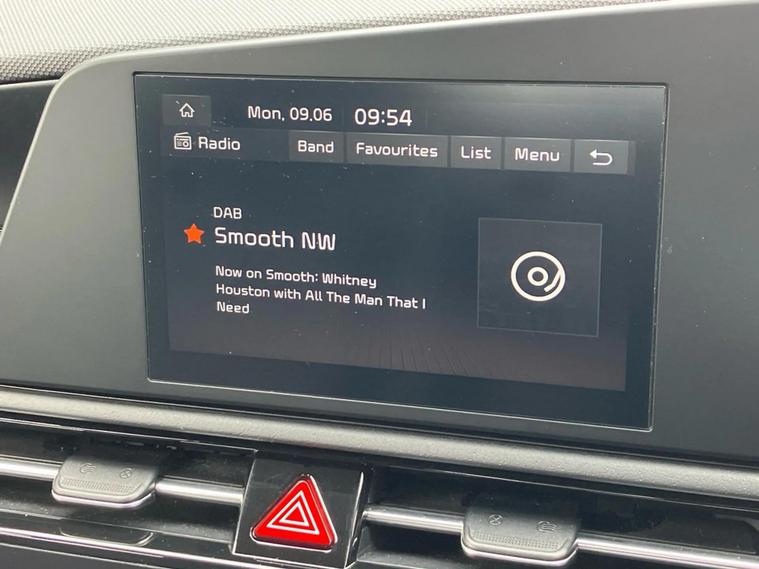 Mon, 09.06 09:54
Radio Band Favourites List Menu
DAB
Smooth NW
Now on Smooth: Whitney
Houston with All The Man That I
Need